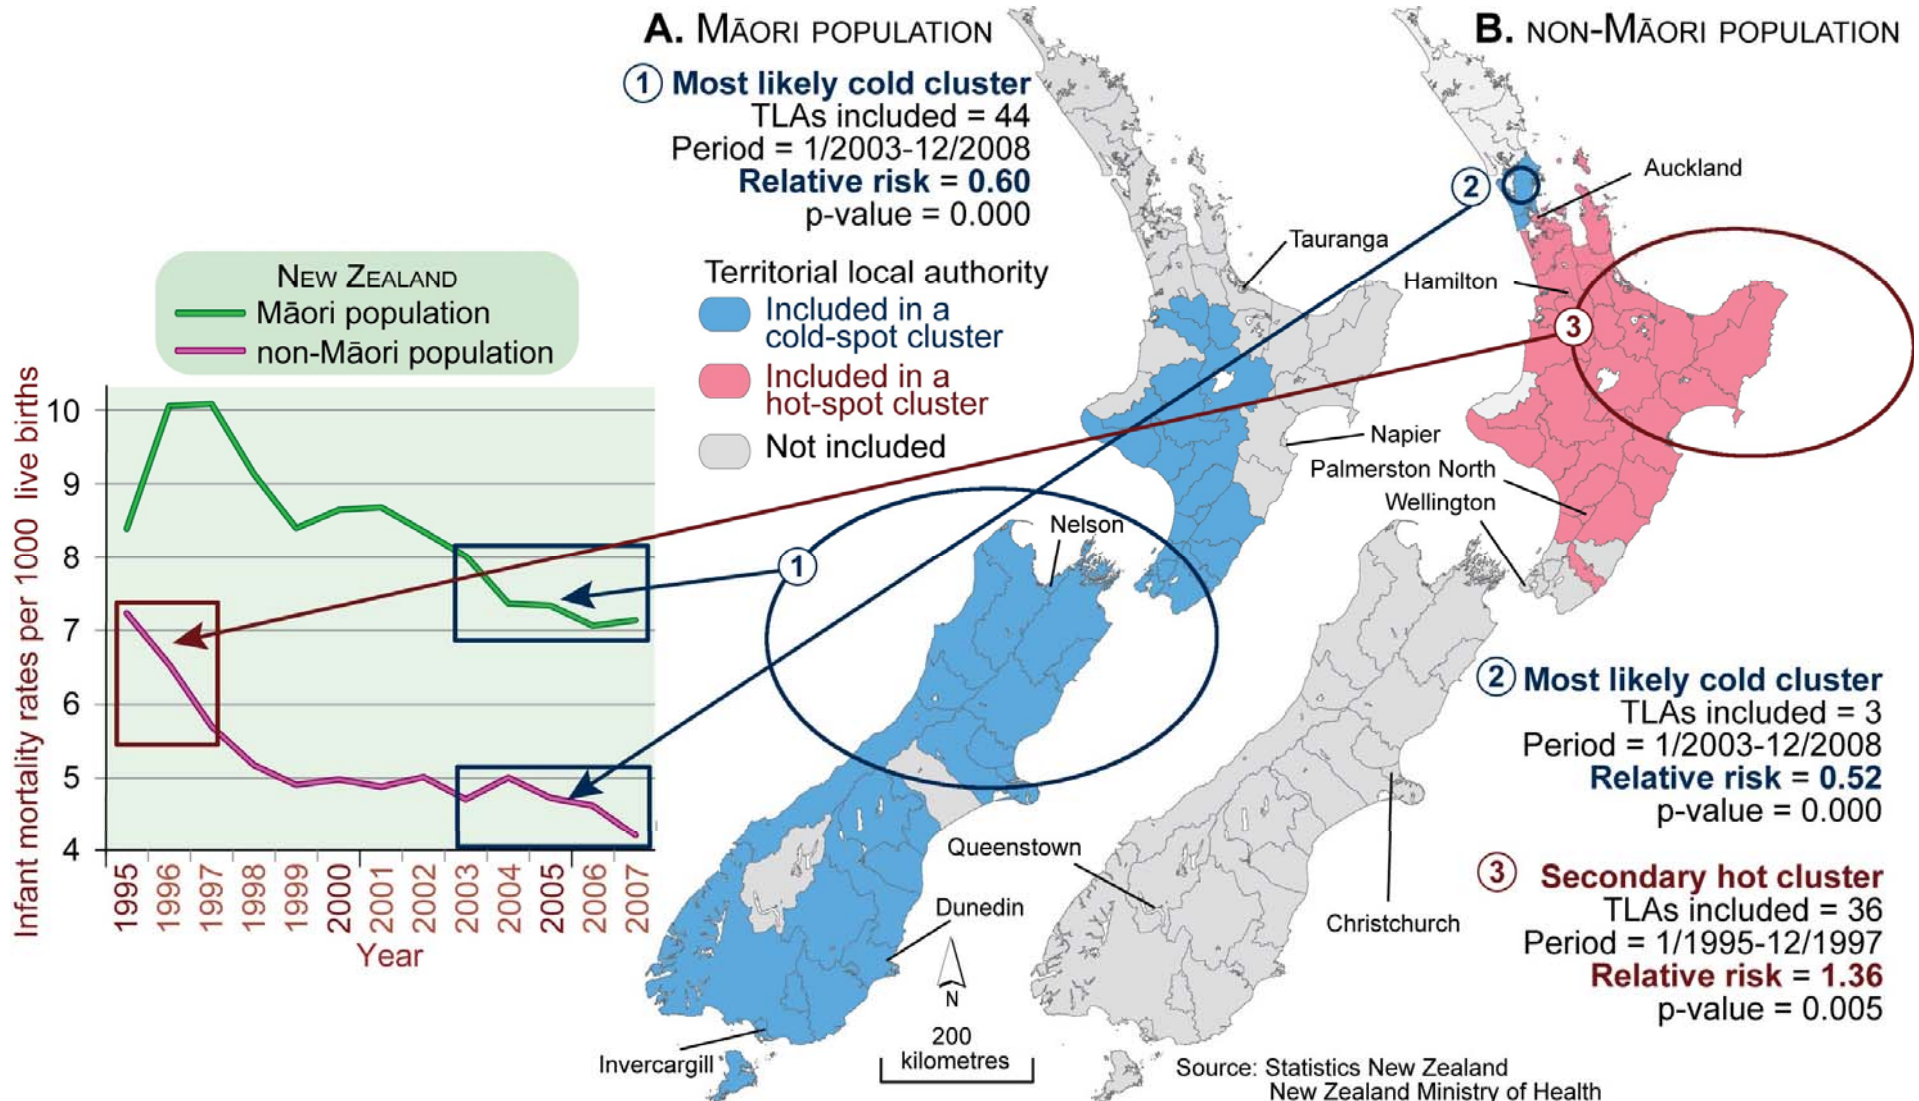 A. MĀORI POPULATION
① Most likely cold cluster
TLAs included = 44
Period = 1/2003-12/2008
Relative risk = 0.60
p-value = 0.000
Territorial local authority
Included in a
cold-spot cluster
Included in a
hot-spot cluster
Not included
NEW ZEALAND
Māori population
non-Māori population
Infant mortality rates per 1000 live births
10
9
8
7
6
5
4
1995
1996
1997
1998
1999
2000
2001
2002
2003
2004
2005
2006
2007
Year
1
Tauranga
Napier
Nelson
Dunedin
Invercargill
N
200
kilometres
B. NON-MĀORI POPULATION
2
Auckland
Hamilton
3
Palmerston North
Wellington
Queenstown
Christchurch
② Most likely cold cluster
TLAs included = 3
Period = 1/2003-12/2008
Relative risk = 0.52
p-value = 0.000
③ Secondary hot cluster
TLAs included = 36
Period = 1/1995-12/1997
Relative risk = 1.36
p-value = 0.005
Source: Statistics New Zealand
New Zealand Ministry of Health